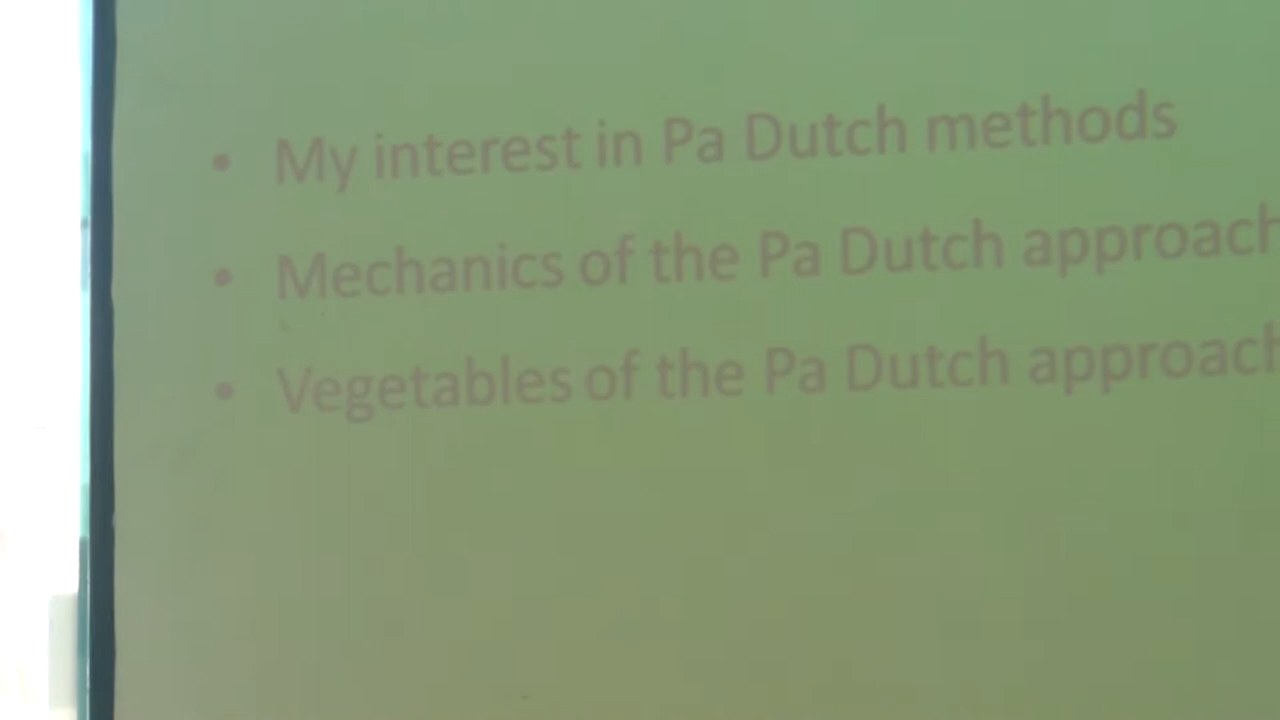 • My interest in Pa Dutch methods
• Mechanics of the Pa Dutch approach
• Vegetables of the Pa Dutch approach